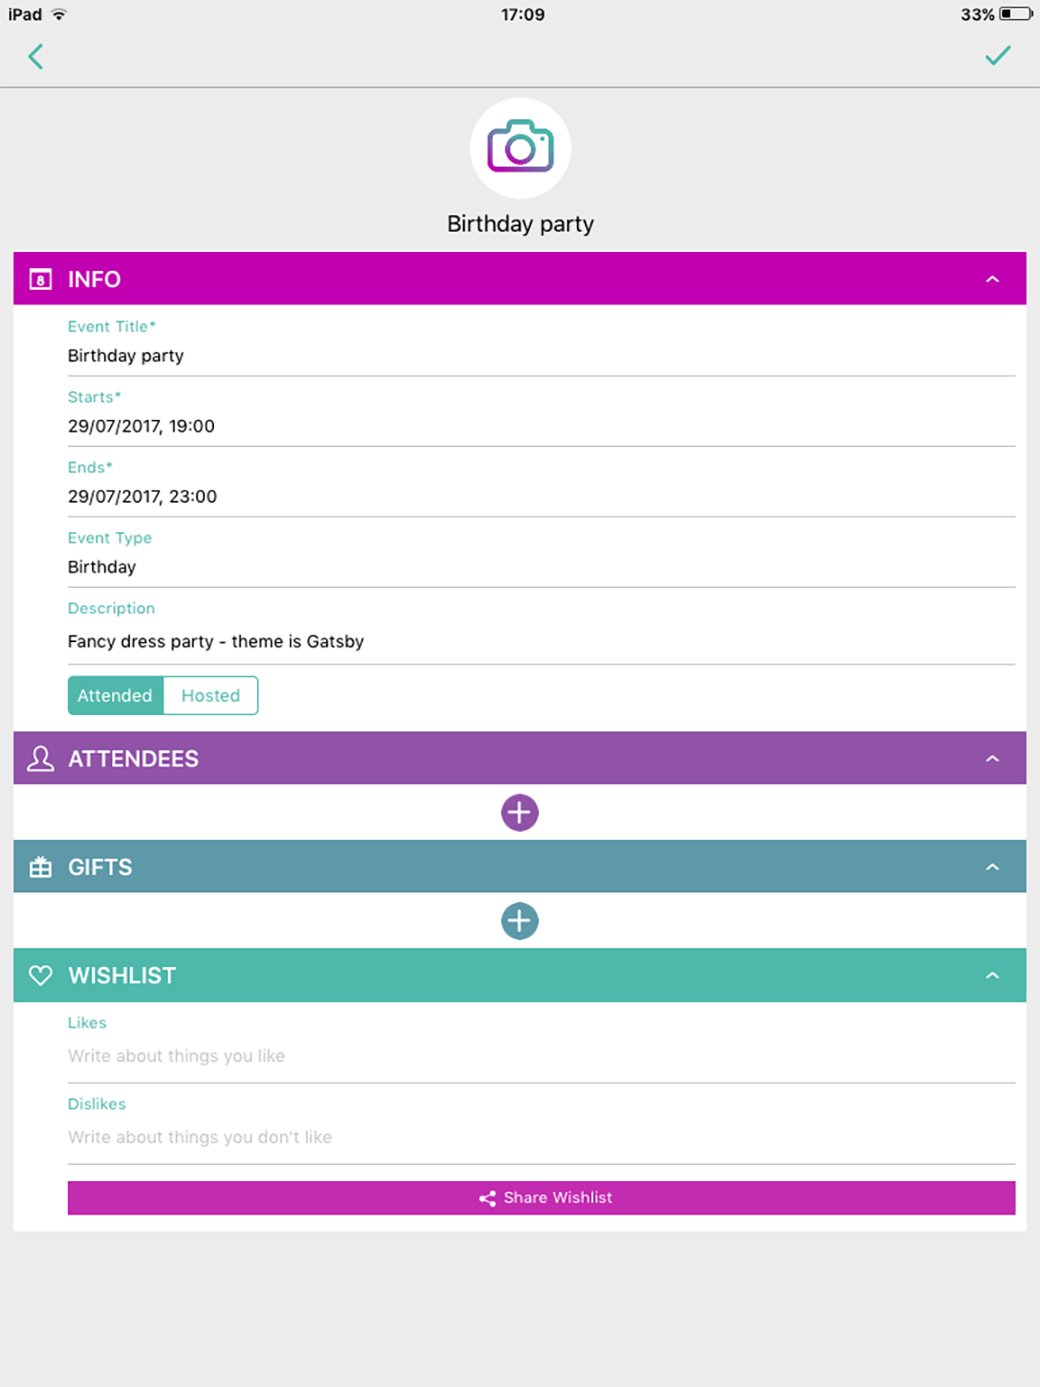 iPad 17:09 33%
Birthday party
8 INFO
Event Title*
Birthday party
Starts*
29/07/2017, 19:00
Ends*
29/07/2017, 23:00
Event Type
Birthday
Description
Fancy dress party - theme is Gatsby
Attended Hosted
ATTENDEES
GIFTS
WISHLIST
Likes
Write about things you like
Dislikes
Write about things you don't like
Share Wishlist